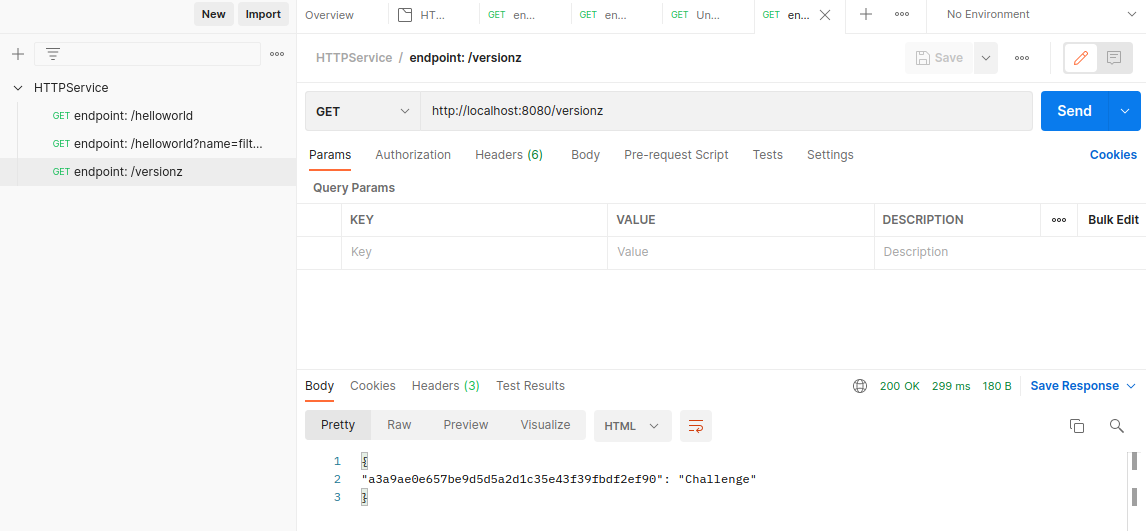 New Import
Overview HT... GET en... GET en... GET Un... GET en... No Environment
HTTPService / endpoint: /versionz Save
HTTPService
GET endpoint: /helloworld
GET endpoint: /helloworld?name=filt...
GET endpoint: /versionz
GET http://localhost:8080/versionz Send
Params Authorization Headers (6) Body Pre-request Script Tests Settings Cookies
Query Params
KEY VALUE DESCRIPTION Bulk Edit
Key Value Description
Body Cookies Headers (3) Test Results 200 OK 299 ms 180 B Save Response
Pretty Raw Preview Visualize HTML
1 {
2 "a3a9ae0e657be9d5d5a2d1c35e43f39fbdf2ef90": "Challenge"
3 }